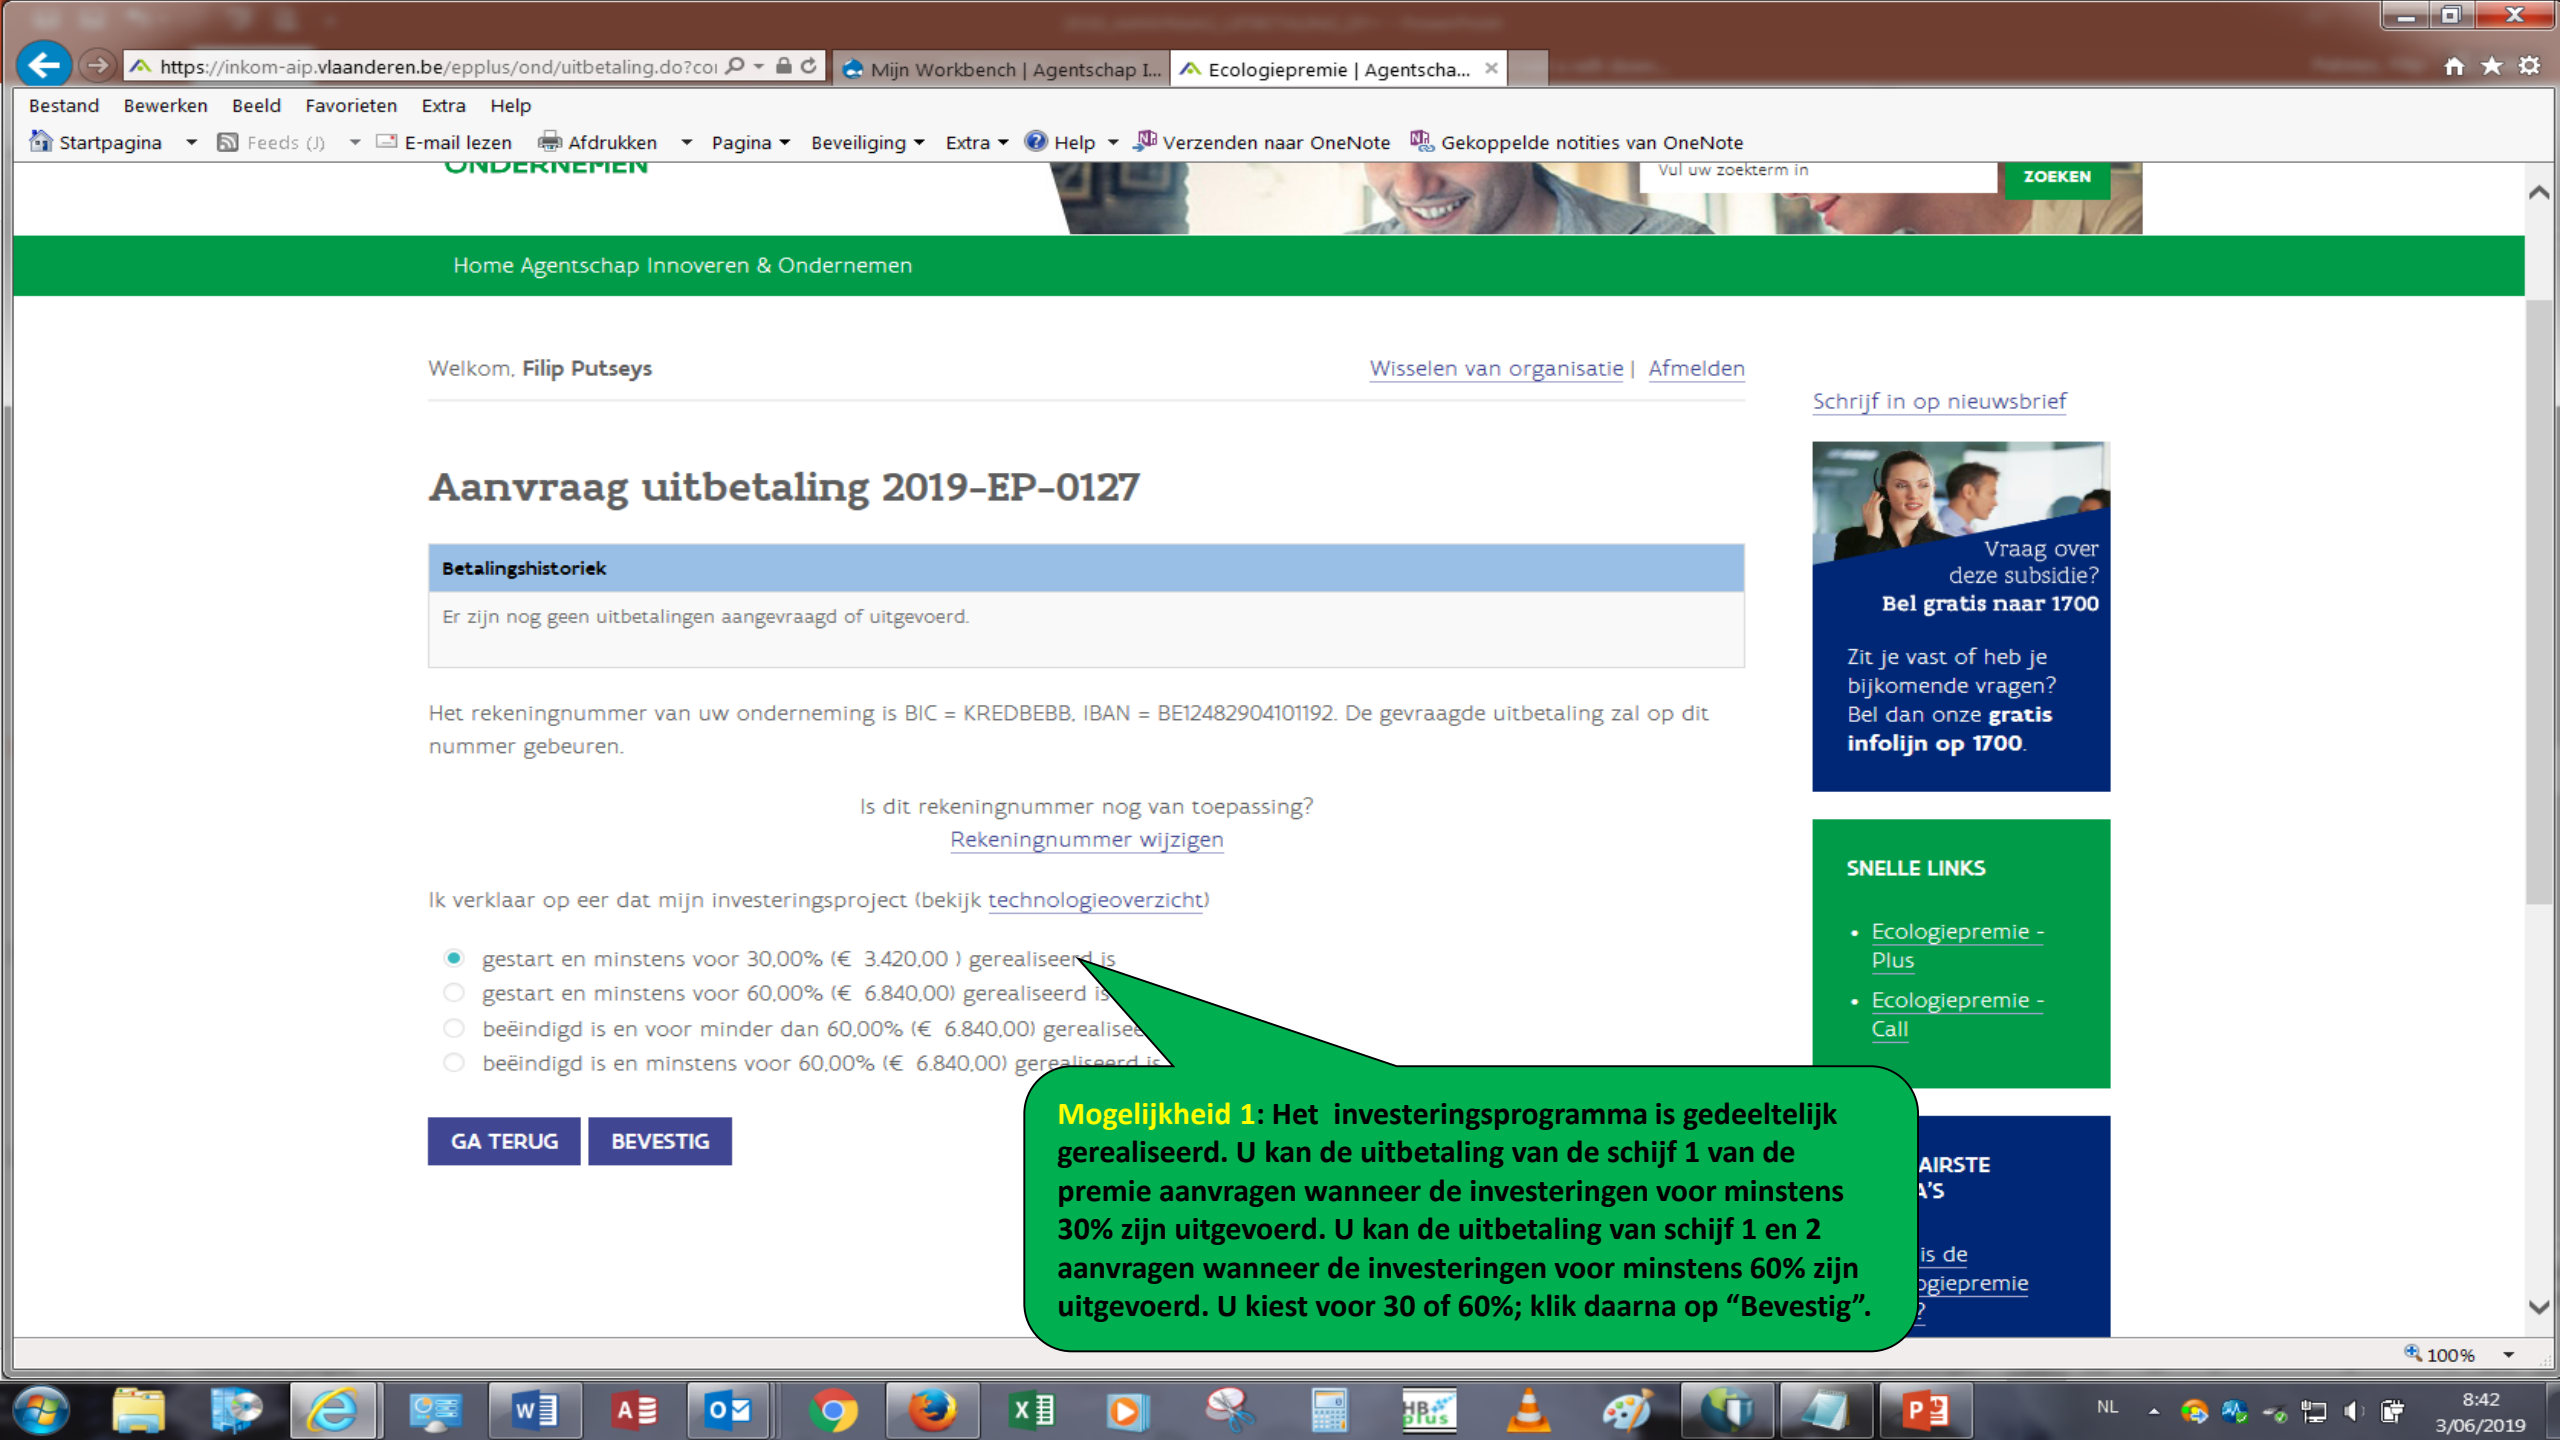 https://inkom-aip.vlaanderen.be/epplus/ond/uitbetaling.do?co
Mijn Workbench | Agentschap I...
Ecologiepremie | Agentscha...
Bestand Bewerken Beeld Favorieten Extra Help
Startpagina Feeds (J) E-mail lezen Afdrukken Pagina Beveiliging Extra Help Verzenden naar OneNote Gekoppelde notities van OneNote
ONDERNEMEN
Vul uw zoekterm in
ZOEKEN
Home Agentschap Innoveren & Ondernemen
Welkom, Filip Putseys
Wisselen van organisatie | Afmelden
Schrijf in op nieuwsbrief
Aanvraag uitbetaling 2019-EP-0127
Betalingshistoriek
Er zijn nog geen uitbetalingen aangevraagd of uitgevoerd.
Het rekeningnummer van uw onderneming is BIC = KREDBEBB, IBAN = BE12482904101192. De gevraagde uitbetaling zal op dit
nummer gebeuren.
Is dit rekeningnummer nog van toepassing?
Rekeningnummer wijzigen
Ik verklaar op eer dat mijn investeringsproject (bekijk technologieoverzicht)
gestart en minstens voor 30,00% (€ 3.420,00 ) gerealiseerd is
gestart en minstens voor 60,00% (€ 6.840,00) gerealiseerd is
beëindigd is en voor minder dan 60,00% (€ 6.840,00) gerealisee
beëindigd is en minstens voor 60,00% (€ 6.840,00) gerealiseerd is
GA TERUG
BEVESTIG
Mogelijkheid 1: Het investeringsprogramma is gedeeltelijk
gerealiseerd. U kan de uitbetaling van de schijf 1 van de
premie aanvragen wanneer de investeringen voor minstens
30% zijn uitgevoerd. U kan de uitbetaling van schijf 1 en 2
aanvragen wanneer de investeringen voor minstens 60% zijn
uitgevoerd. U kiest voor 30 of 60%; klik daarna op “Bevestig”.
Vraag over
deze subsidie?
Bel gratis naar 1700
Zit je vast of heb je
bijkomende vragen?
Bel dan onze gratis
infolijn op 1700.
SNELLE LINKS
• Ecologiepremie -
Plus
• Ecologiepremie -
Call
AIRSTE
A'S
is de
ogiepremie
?
100%
HB+
plus
NL
8:42
3/06/2019